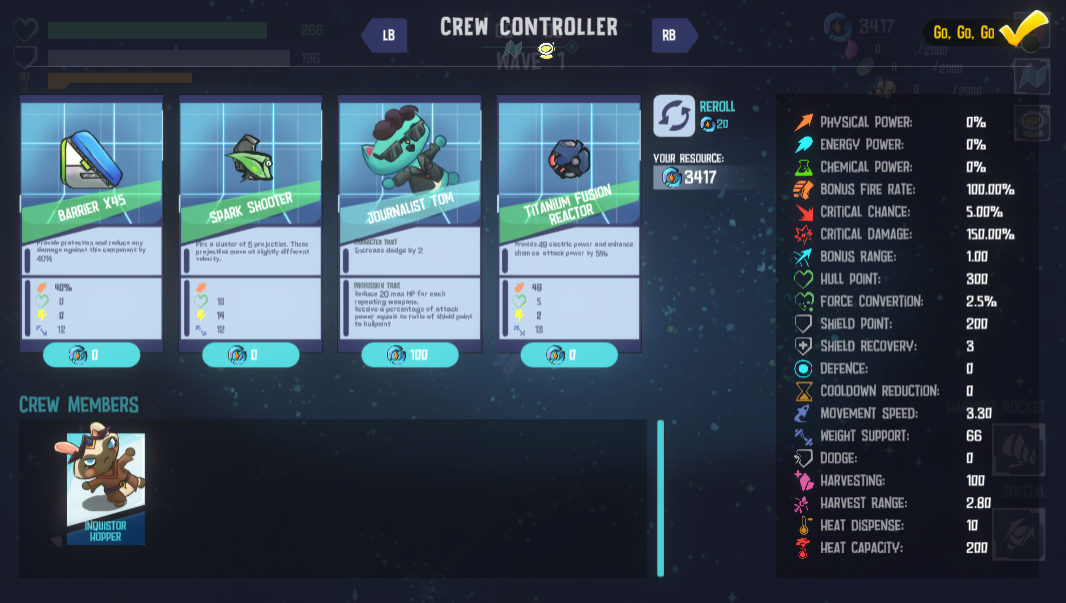 266
196
LB
CREW CONTROLLER
RB
WAVE 1
3417
0 /2000
0 /2000
0 /2000
Go, Go, Go
BARRIER X45
Provide protection and reduce any
damage against this component by
40%
40%
0
0
12
0
SPARK SHOOTER
Fire a cluster of 5 projectiles. These
projectiles move at slightly different
velocity.
10
14
12
0
JOURNALIST TOM
CHARACTER TRAIT
Increase dodge by 2
PROFESSION TRAIT
Reduce 20 max HP for each
repeating weapons.
Receive a percentage of attack
power equals to ratio of shield point
to hullpoint
100
TITANIUM FUSION
REACTOR
Provide 49 electric power and enhance
chance attack power by 5%
49
5
2
13
0
REROLL
20
YOUR RESOURCE:
3417
CREW MEMBERS
INQUISTOR
HOPPER
PHYSICAL POWER: 0%
ENERGY POWER: 0%
CHEMICAL POWER: 0%
BONUS FIRE RATE: 100.00%
CRITICAL CHANCE: 5.00%
CRITICAL DAMAGE: 150.00%
BONUS RANGE: 1.00
HULL POINT: 300
FORCE CONVERTION: 2.5%
SHIELD POINT: 200
SHIELD RECOVERY: 3
DEFENCE: 0
COOLDOWN REDUCTION: 0
MOVEMENT SPEED: 3.30
WEIGHT SUPPORT: 66
DODGE: 0
HARVESTING: 100
HARVEST RANGE: 2.80
HEAT DISPENSE: 10
HEAT CAPACITY: 200
ROCKET
SPECIAL